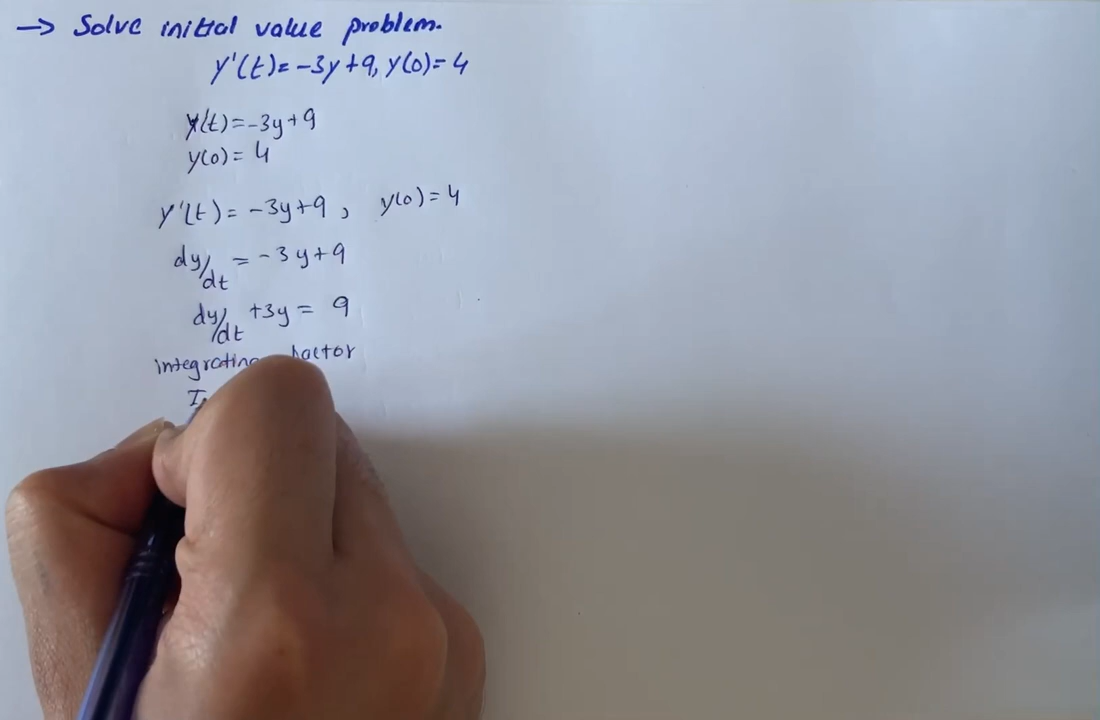 → Solve initial value problem.
y'(t)= -3y+9, y(0)= 4
y(t)= -3y+9
y(0)= 4
y'(t)= -3y+9, y(0)= 4
dy/dt = -3y+9
dy/dt +3y = 9
integrating factor